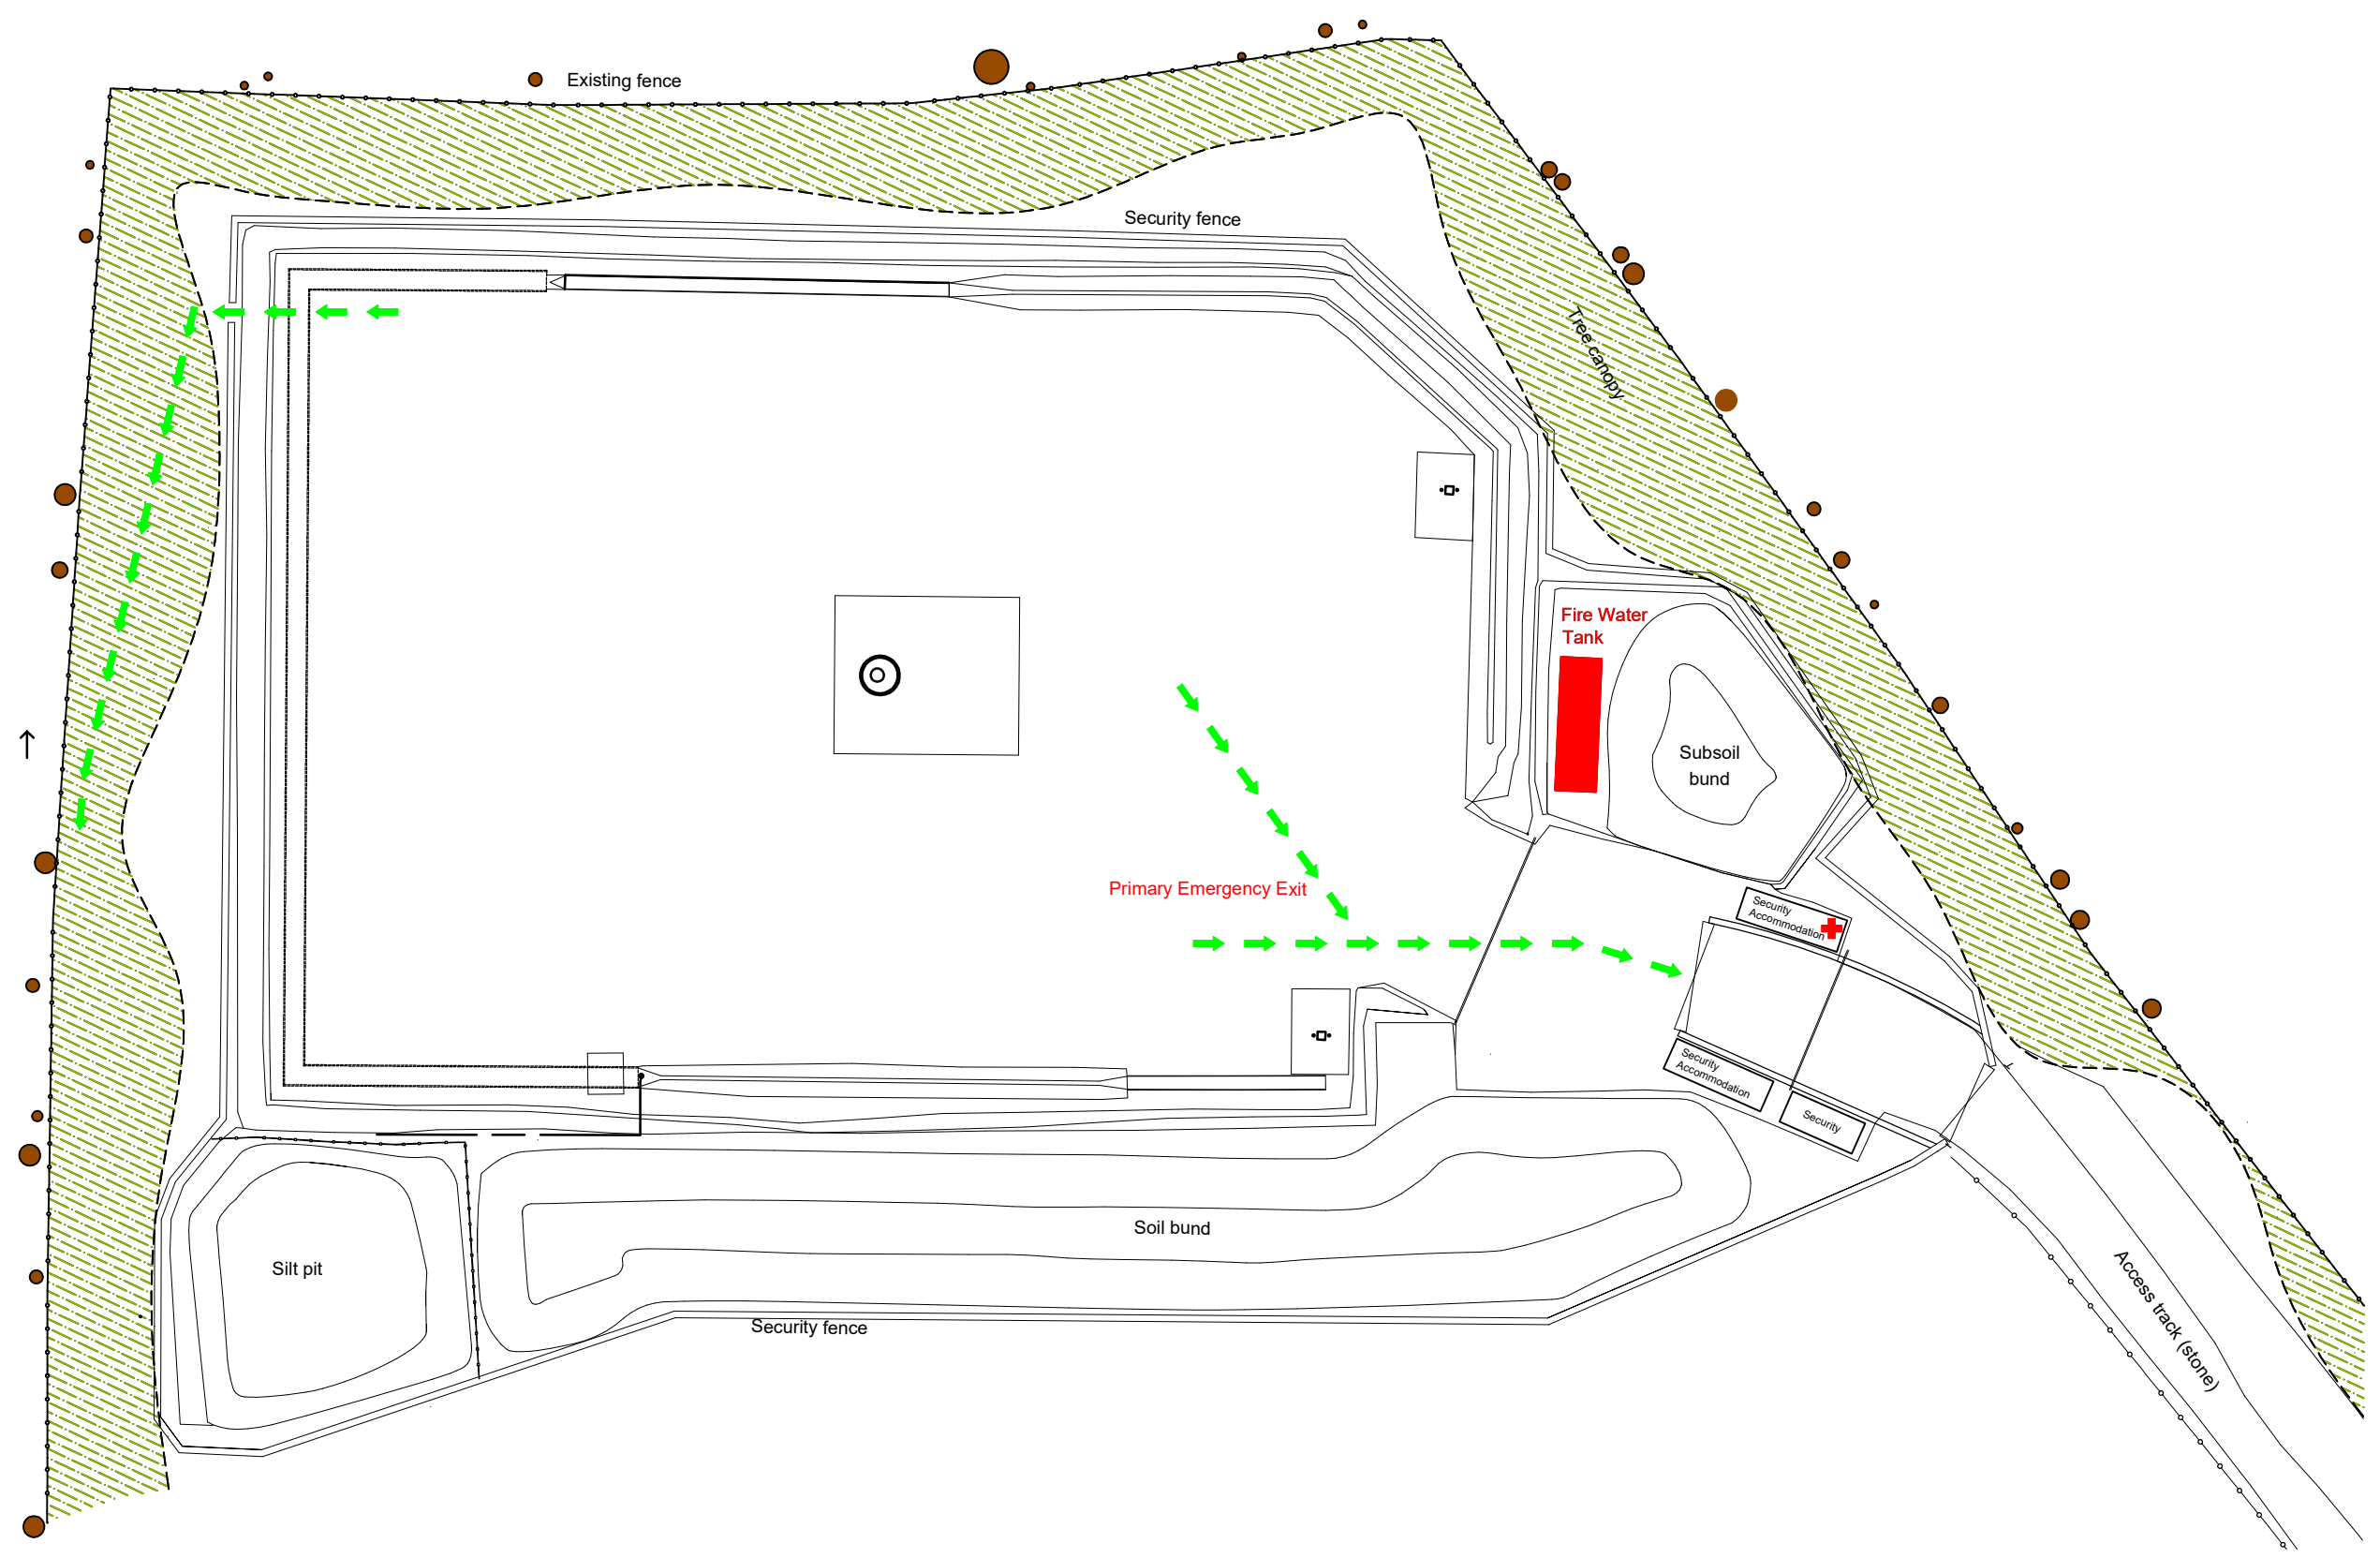 Existing fence
Security fence
Tree canopy
Fire Water
Tank
Subsoil
bund
Primary Emergency Exit
Security
Accommodation
Security
Accommodation
Security
Soil bund
Silt pit
Access track (stone)
Security fence